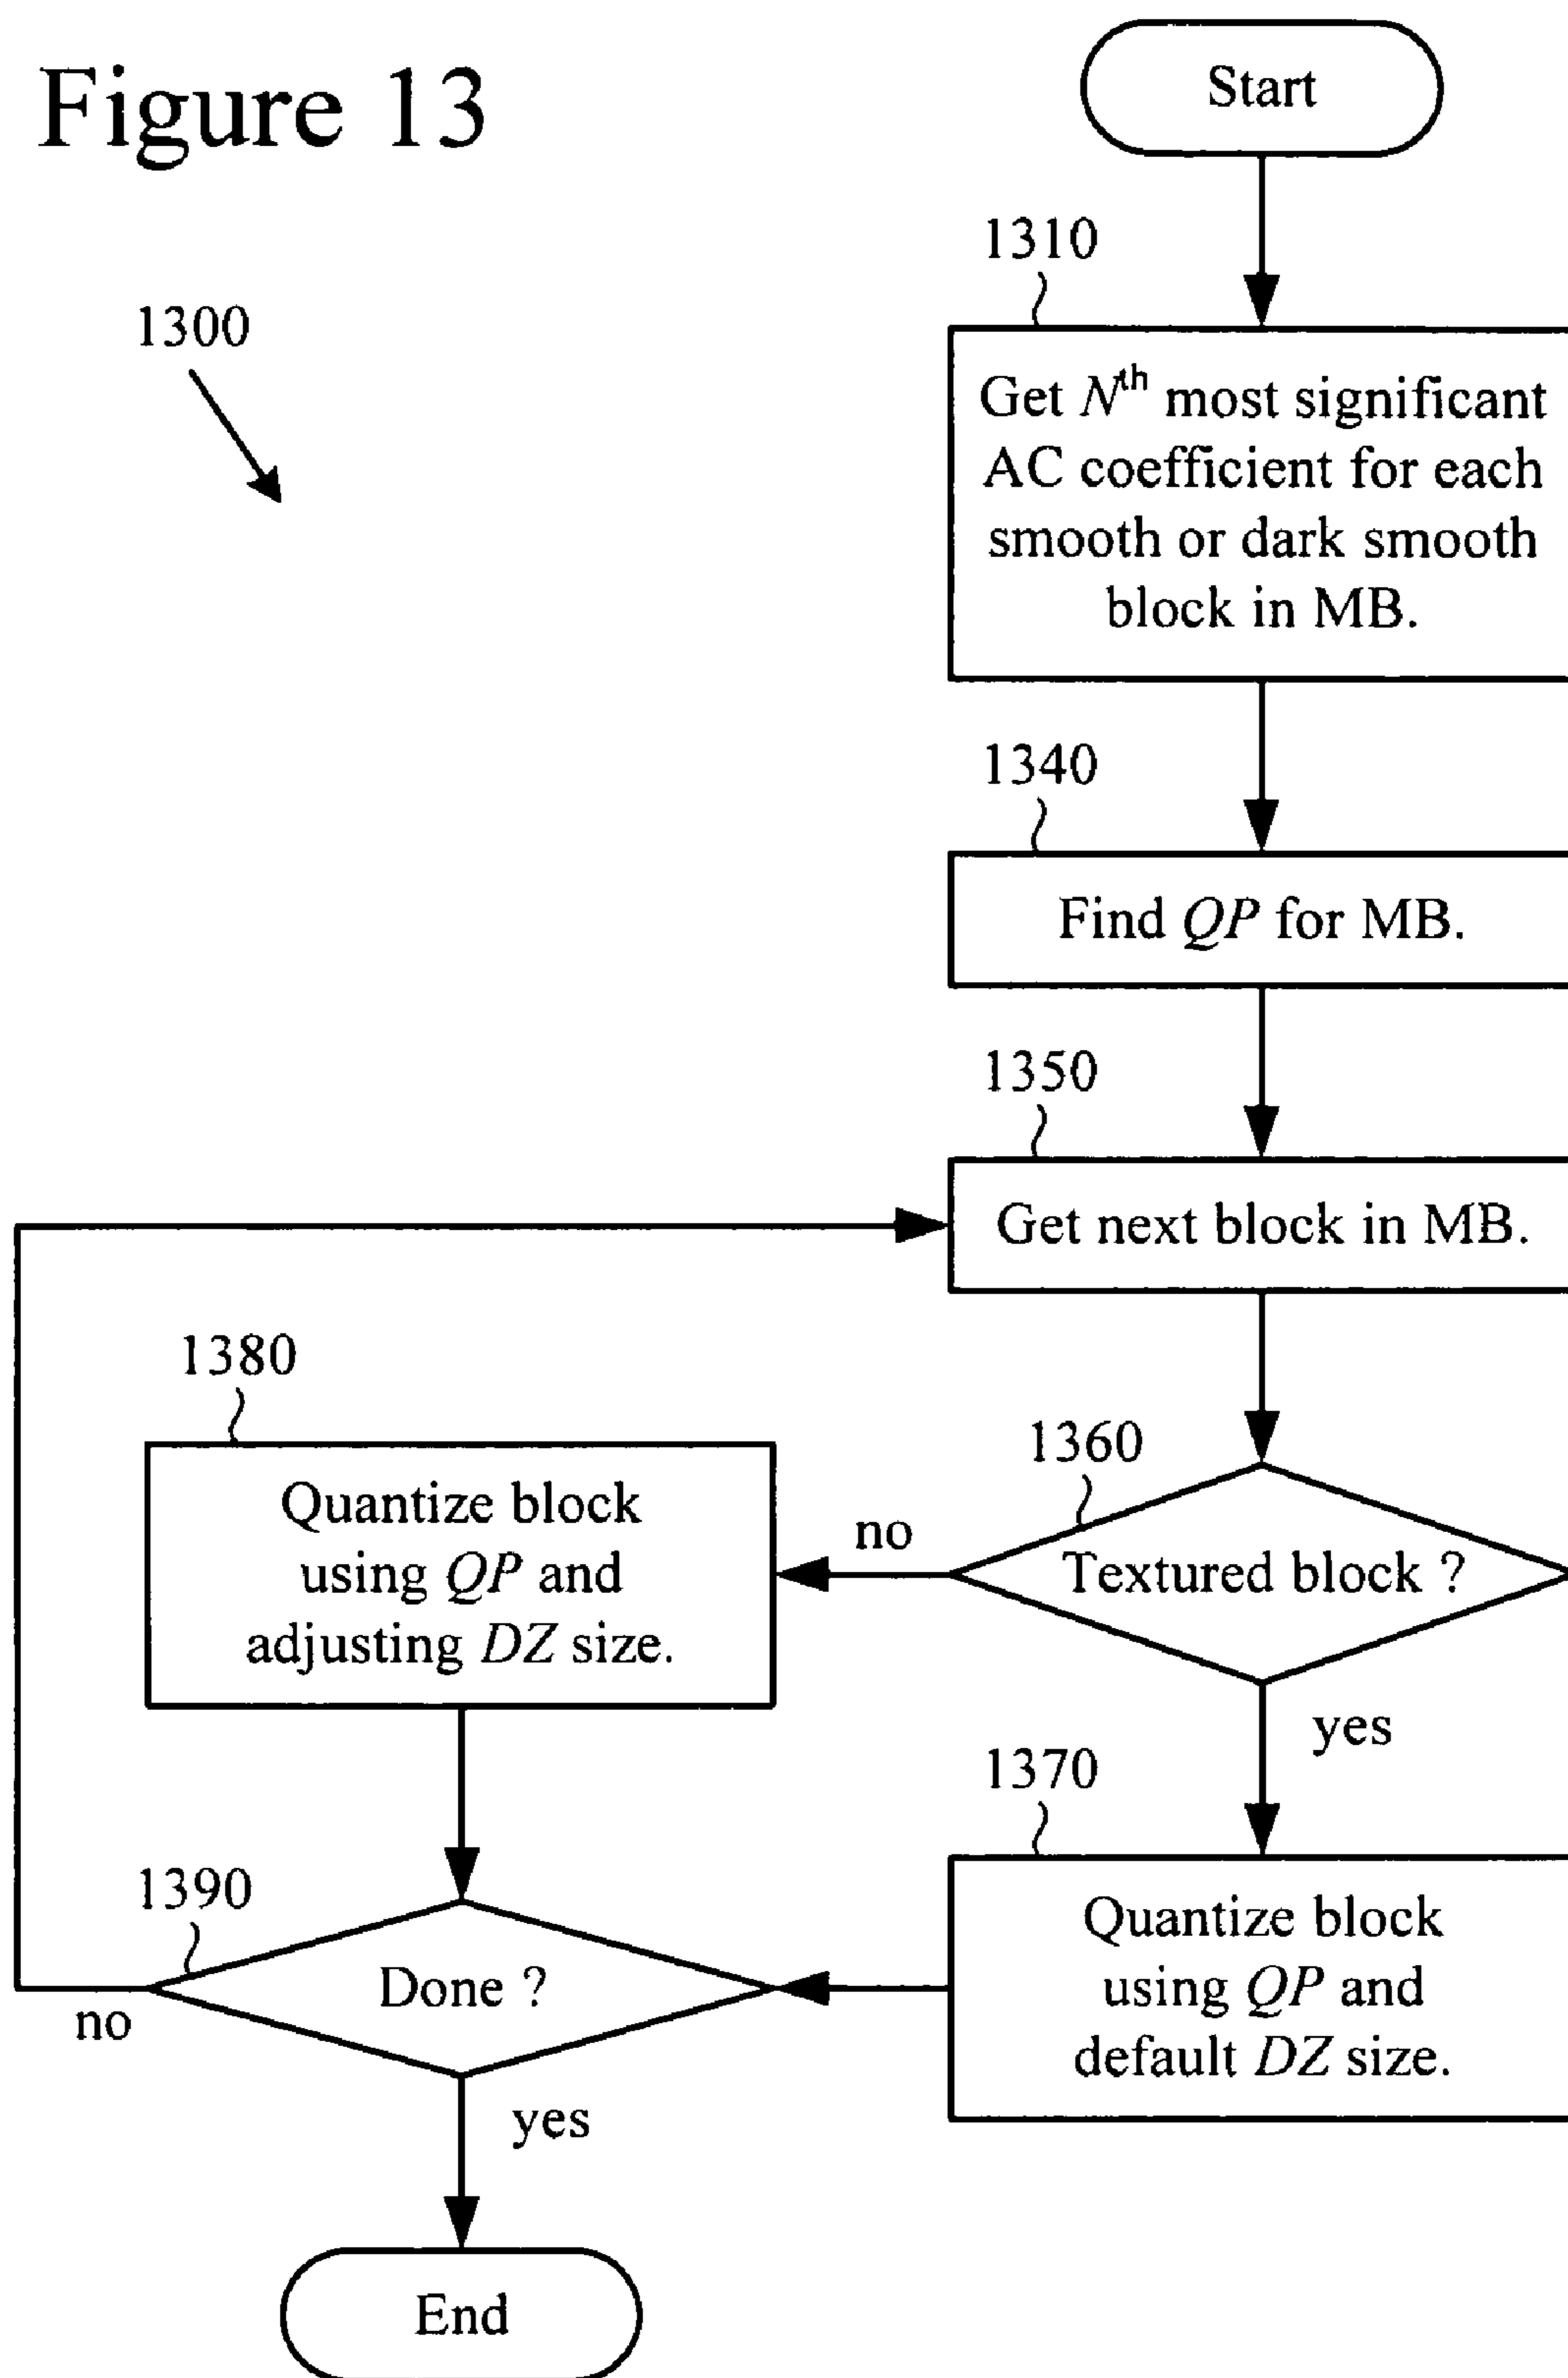 Figure 13
Start
1300
1310
Get Nth most significant
AC coefficient for each
smooth or dark smooth
block in MB.
1340
Find QP for MB.
1350
Get next block in MB.
1360
Textured block ?
no
yes
1380
Quantize block
using QP and
adjusting DZ size.
1370
Quantize block
using QP and
default DZ size.
1390
Done ?
no
yes
End